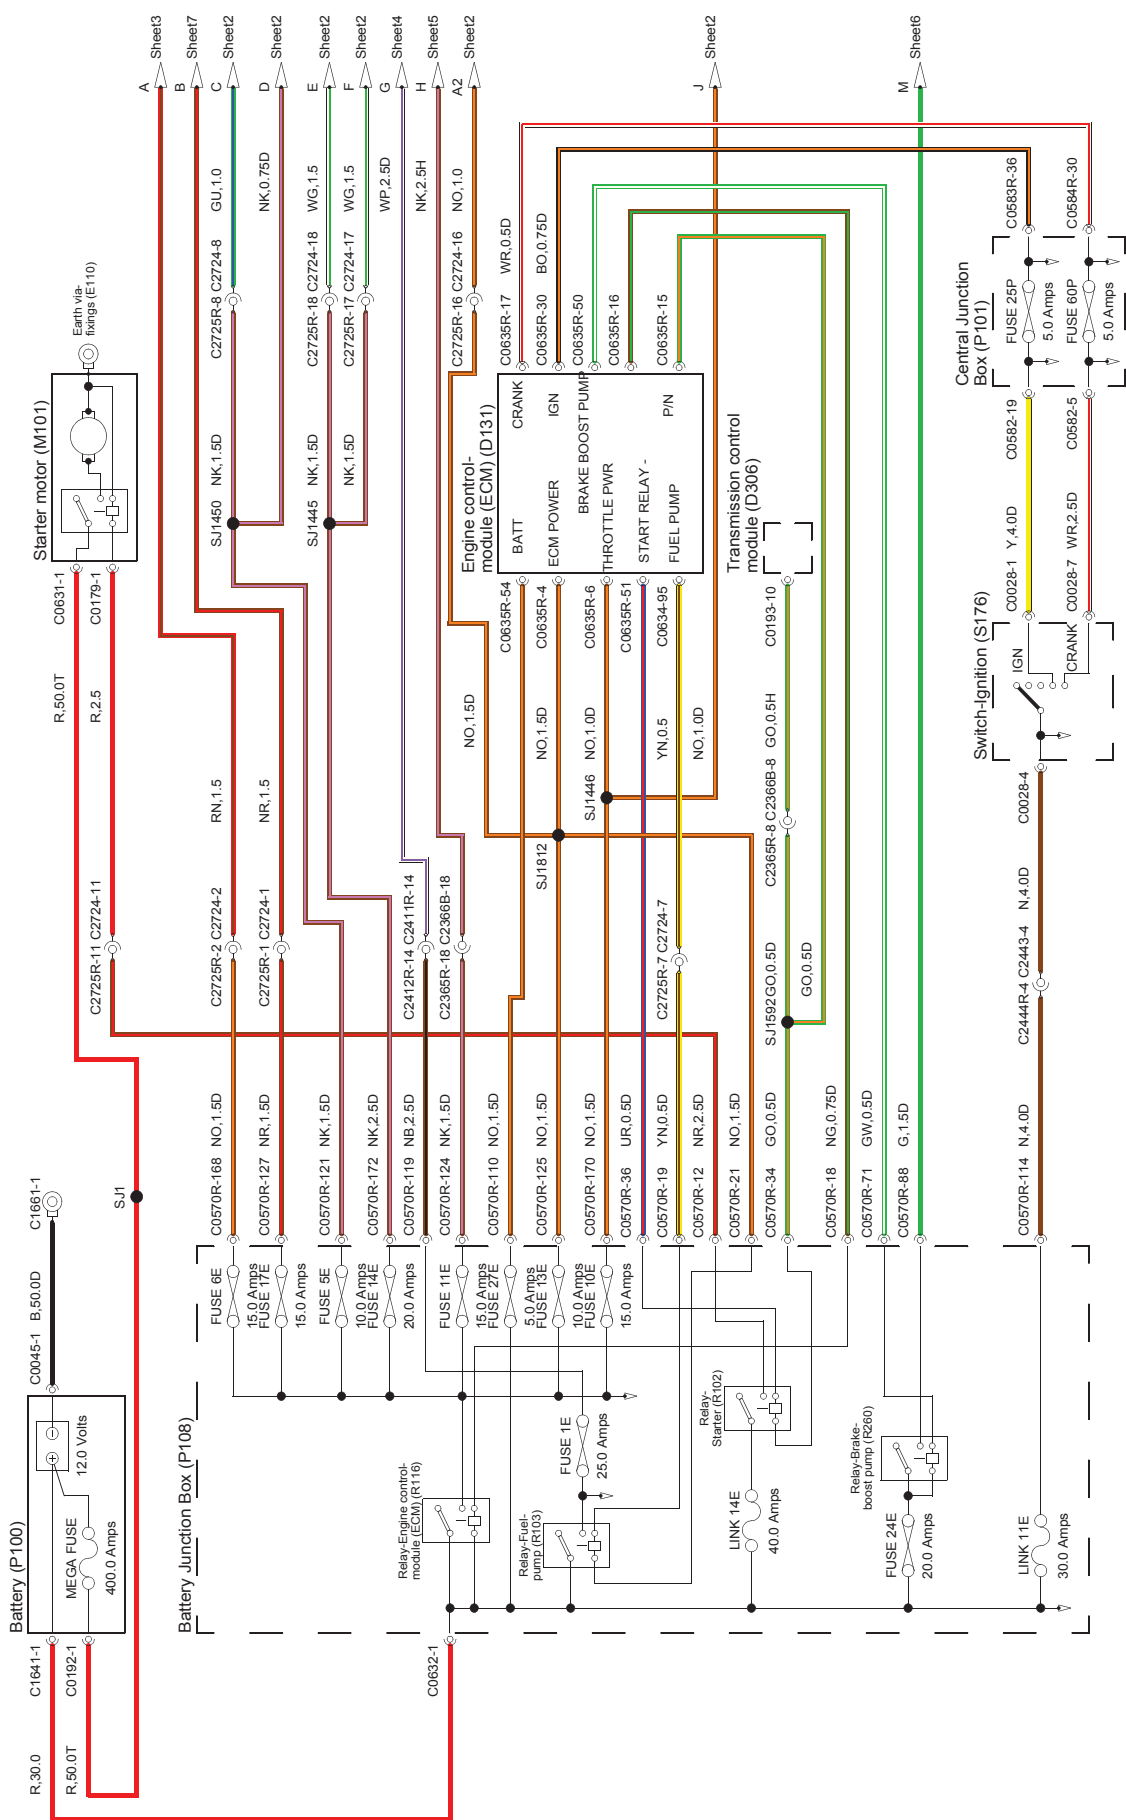 Battery (P100)
MEGA FUSE
400.0 Amps
12.0 Volts
C1641-1
C0192-1
R,30.0
R,50.0T
C0045-1
B,50.0D
C1661-1
SJ1
Starter motor (M101)
Earth via-
fixings (E110)
C0631-1
C0179-1
R,50.0T
R,2.5
C2725R-11
C2724-11
A
Sheet3
B
Sheet7
C
Sheet2
D
Sheet2
E
Sheet2
F
Sheet2
G
Sheet4
H
Sheet5
A2
Sheet2
J
Sheet2
M
Sheet6
GU,1.0
NK,0.75D
WG,1.5
WG,1.5
WP,2.5D
NK,2.5H
NO,1.0
C2725R-8
C2724-8
C2725R-18
C2724-18
C2725R-17
C2724-17
C2725R-16
C2724-16
NK,1.5D
SJ1450
NK,1.5D
SJ1445
NK,1.5D
RN,1.5
NR,1.5
C2725R-2
C2724-2
C2725R-1
C2724-1
C2412R-14
C2411R-14
C2365R-18
C2366B-18
NO,1.5D
Engine control-
module (ECM) (D131)
BATT
CRANK
ECM POWER
IGN
BRAKE BOOST PUMP
THROTTLE PWR
START RELAY -
FUEL PUMP
P/N
C0635R-17
WR,0.5D
C0635R-30
BO,0.75D
C0635R-50
C0635R-16
C0635R-15
C0635R-54
C0635R-4
C0635R-6
C0635R-51
C0634-95
NO,1.5D
NO,1.0D
YN,0.5
NO,1.0D
SJ1446
SJ1812
C2725R-7
C2724-7
Transmission control
module (D306)
C0193-10
GO,0.5H
C2365R-8
C2366B-8
GO,0.5D
SJ1592
GO,0.5D
Central Junction
Box (P101)
C0583R-36
C0584R-30
FUSE 25P
5.0 Amps
FUSE 60P
5.0 Amps
C0582-19
C0582-5
Y,4.0D
WR,2.5D
C0028-1
C0028-7
Switch-Ignition (S176)
IGN
CRANK
C0028-4
N,4.0D
C2444R-4
C2443-4
N,4.0D
C0570R-114
Battery Junction Box (P108)
C0570R-168
NO,1.5D
C0570R-127
NR,1.5D
C0570R-121
NK,1.5D
C0570R-172
NK,2.5D
C0570R-119
NB,2.5D
C0570R-124
NK,1.5D
C0570R-110
NO,1.5D
C0570R-125
NO,1.5D
C0570R-170
NO,1.5D
C0570R-36
UR,0.5D
C0570R-19
YN,0.5D
C0570R-12
NR,2.5D
C0570R-21
NO,1.5D
C0570R-34
GO,0.5D
C0570R-18
NG,0.75D
C0570R-71
GW,0.5D
C0570R-88
G,1.5D
FUSE 6E
15.0 Amps
FUSE 17E
15.0 Amps
FUSE 5E
10.0 Amps
FUSE 14E
20.0 Amps
FUSE 11E
15.0 Amps
FUSE 27E
5.0 Amps
FUSE 13E
10.0 Amps
FUSE 10E
15.0 Amps
FUSE 1E
25.0 Amps
Relay-Engine control-
module (ECM) (R116)
Relay-Fuel-
pump (R103)
Relay-
Starter (R102)
LINK 14E
40.0 Amps
Relay-Brake-
boost pump (R260)
FUSE 24E
20.0 Amps
LINK 11E
30.0 Amps
C0632-1